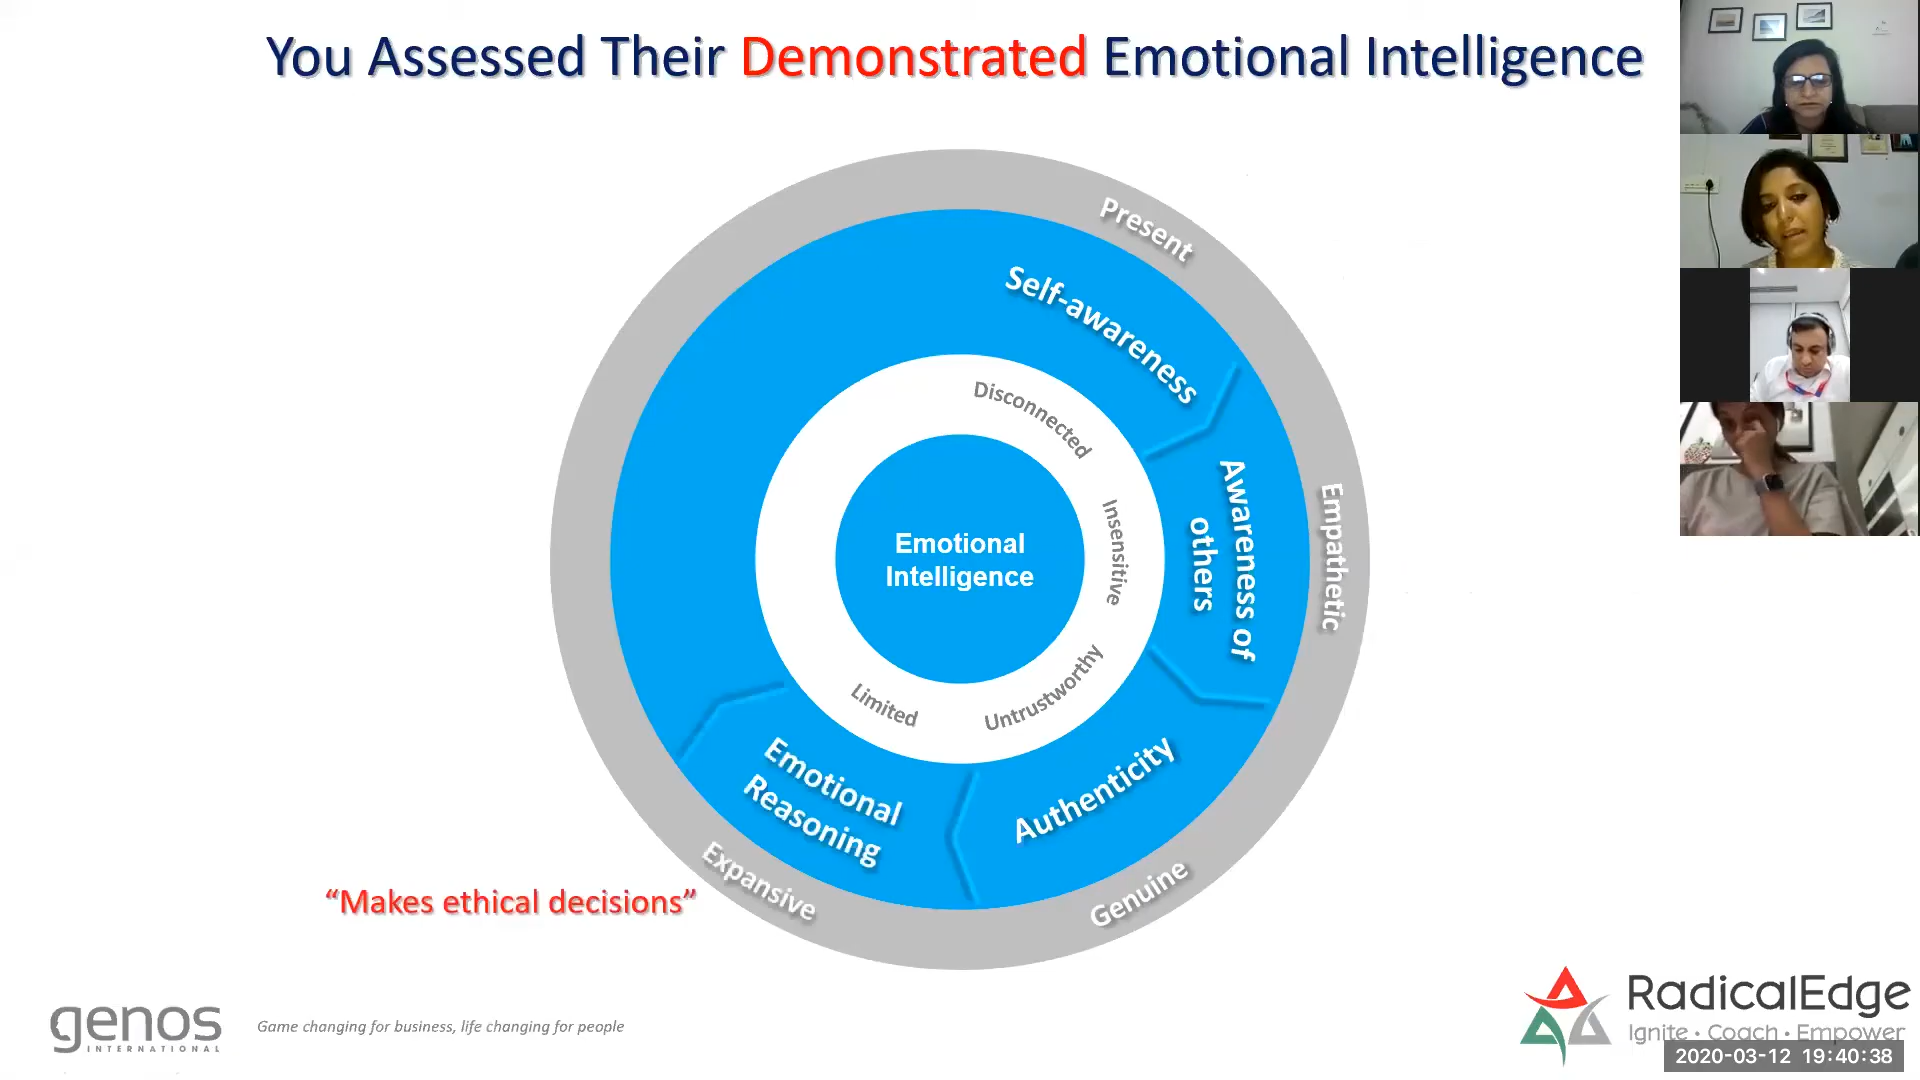 You Assessed Their Demonstrated Emotional Intelligence
Present
Self-awareness
Disconnected
Empathetic
Awareness of
others
Insensitive
Emotional
Intelligence
Untrustworthy
Limited
Authenticity
Genuine
Emotional
Reasoning
Expansive
“Makes ethical decisions”
genos
INTERNATIONAL
Game changing for business, life changing for people
RadicalEdge
Ignite • Coach • Empower
2020-03-12 19:40:38